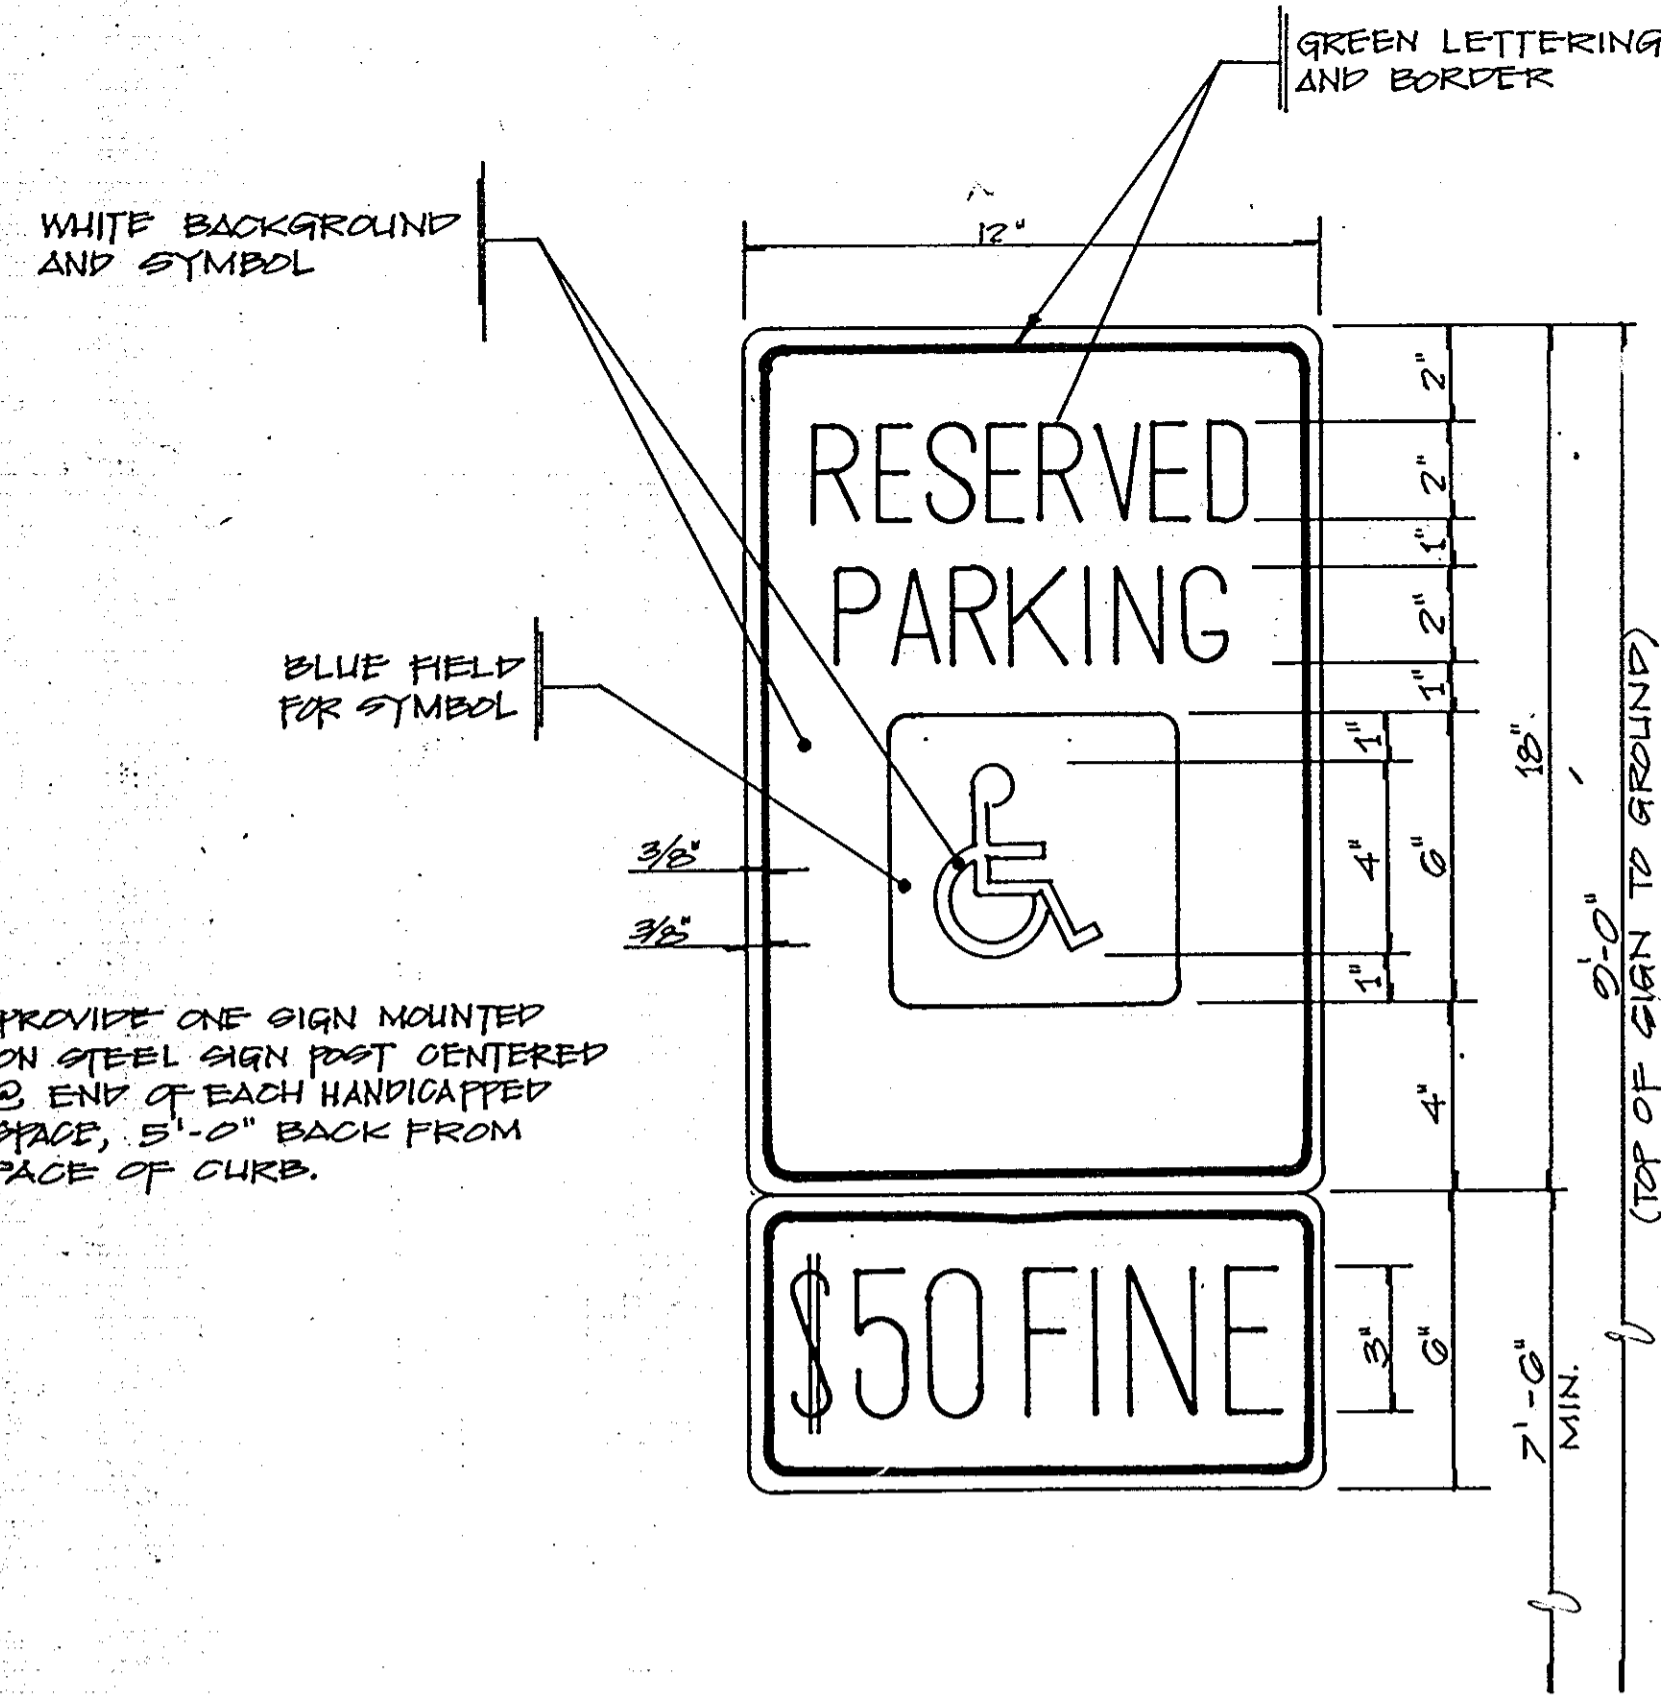 GREEN LETTERING
AND BORDER
WHITE BACKGROUND
AND SYMBOL
12"
2"
RESERVED
2"
1"
PARKING
2"
1"
BLUE FIELD
FOR SYMBOL
1"
18"
3/8"
4"
6"
3/8"
1"
9'-0"
(TOP OF SIGN TO GROUND)
PROVIDE ONE SIGN MOUNTED
ON STEEL SIGN POST CENTERED
@ END OF EACH HANDICAPPED
SPACE, 5'-0" BACK FROM
FACE OF CURB.
4"
$50 FINE
3"
6"
7'-6"
MIN.